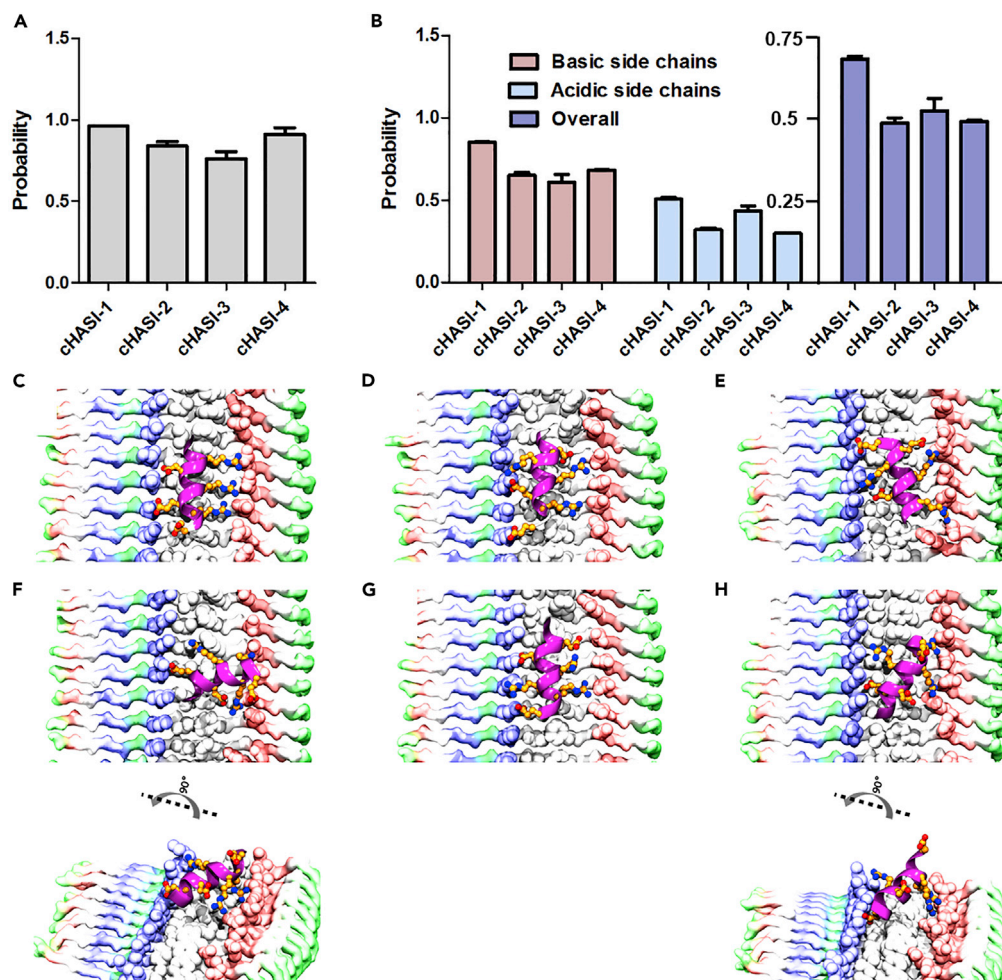 A
B
1.5
1.0
0.5
0.0
Probability
cHASI-1
cHASI-2
cHASI-3
cHASI-4
1.5
1.0
0.5
0.0
Probability
Basic side chains
Acidic side chains
Overall
cHASI-1
cHASI-2
cHASI-3
cHASI-4
cHASI-1
cHASI-2
cHASI-3
cHASI-4
0.75
0.5
0.25
cHASI-1
cHASI-2
cHASI-3
cHASI-4
C
D
E
F
G
H
90°
90°